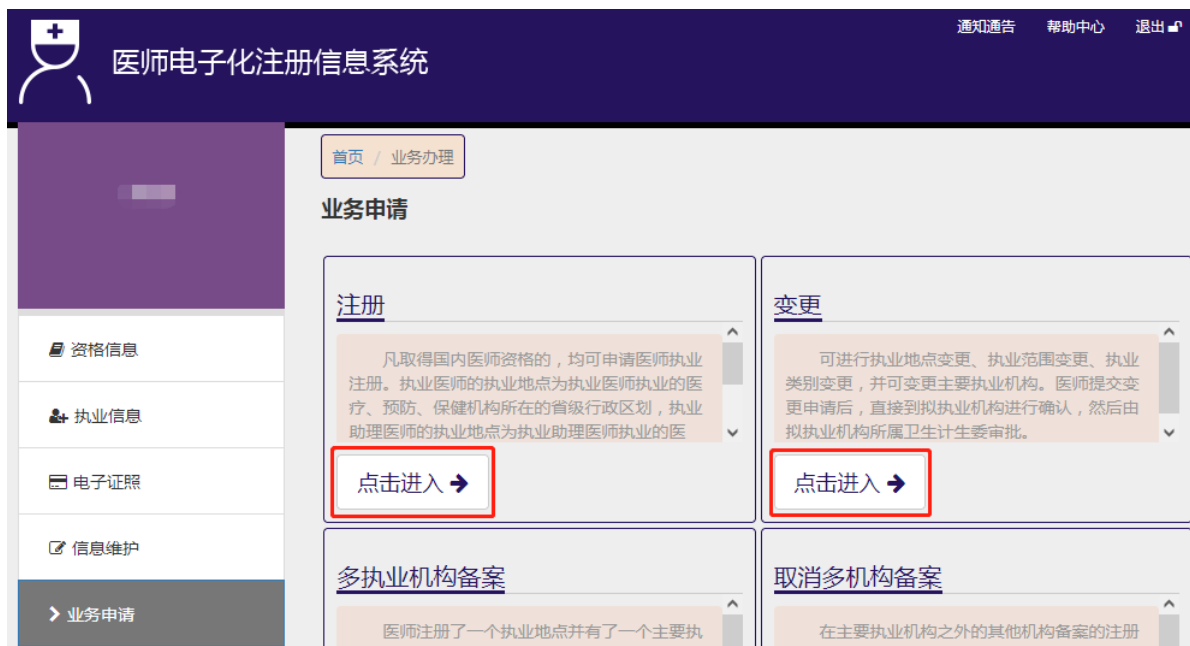 通知通告 帮助中心 退出
医师电子化注册信息系统
首页 / 业务办理
业务申请
资格信息
执业信息
电子证照
信息维护
业务申请
注册
凡取得国内医师资格的，均可申请医师执业
注册。执业医师的执业地点为执业医师执业的医
疗、预防、保健机构所在的省级行政区划，执业
助理医师的执业地点为执业助理医师执业的医
点击进入
变更
可进行执业地点变更、执业范围变更、执业
类别变更，并可变更主要执业机构。医师提交变
更申请后，直接到拟执业机构进行确认，然后由
拟执业机构所属卫生计生委审批。
点击进入
多执业机构备案
医师注册了一个执业地点并有了一个主要执
取消多机构备案
在主要执业机构之外的其他机构备案的注册